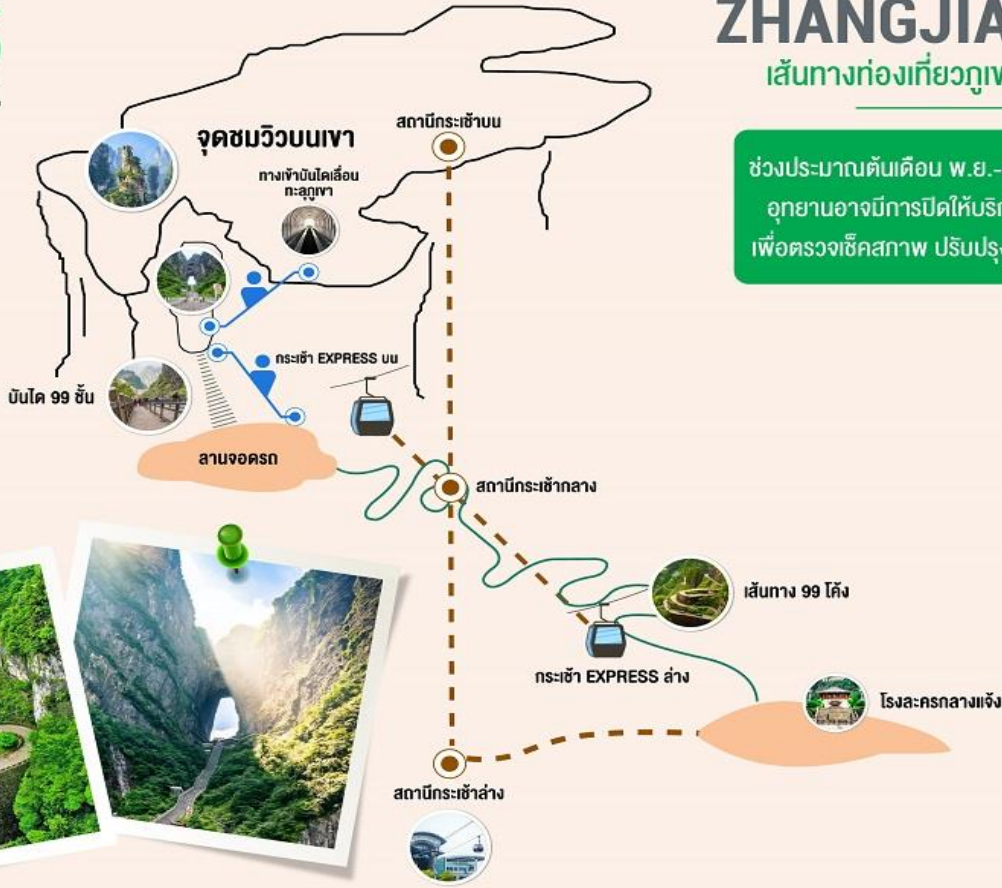 ZHANGJIA
เส้นทางท่องเที่ยวภูเข
ช่วงประมาณต้นเดือน พ.ย.-
อุทยานอาจมีการปิดให้บริก
เพื่อตรวจเช็คสภาพ ปรับปรุง
สถานีกระเช้าบน
จุดชมวิวบนเขา
ทางเข้าบันไดเลื่อน
ทะลุภูเขา
กระเช้า EXPRESS บน
บันได 99 ชั้น
ลานจอดรถ
สถานีกระเช้ากลาง
เส้นทาง 99 โค้ง
กระเช้า EXPRESS ล่าง
โรงละครกลางแจ้ง
สถานีกระเช้าล่าง